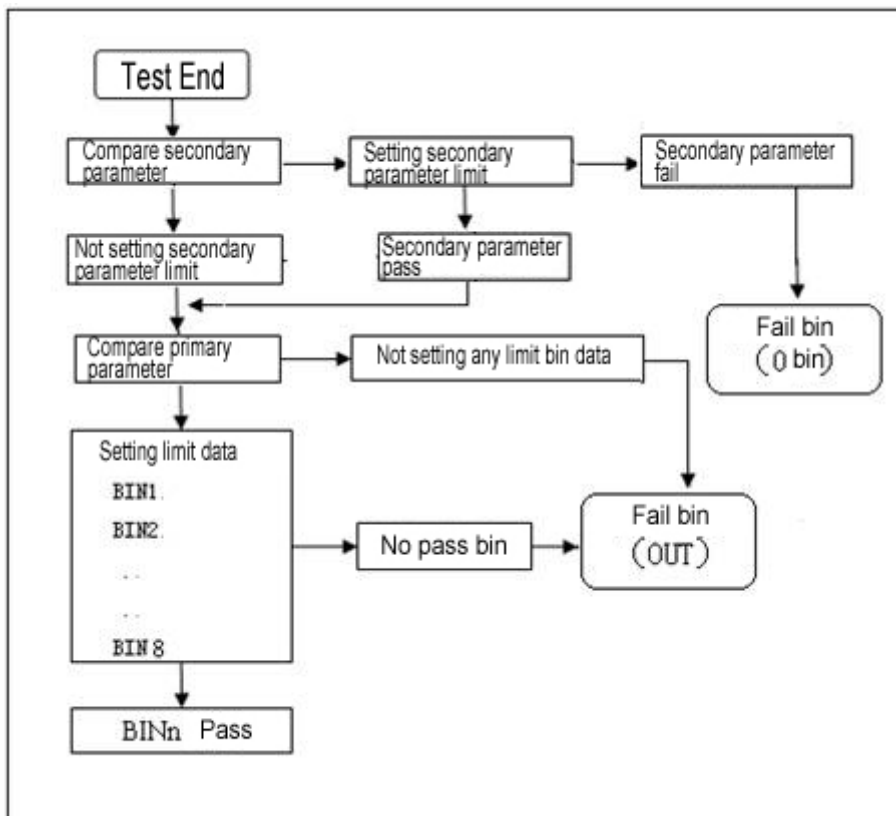 Test End
Compare secondary
parameter
Setting secondary
parameter limit
Secondary parameter
fail
Not setting secondary
parameter limit
Secondary parameter
pass
Fail bin
(0 bin)
Compare primary
parameter
Not setting any limit bin data
Setting limit data
BIN1.
BIN2.
. .
. .
BIN 8
No pass bin
Fail bin
(OUT)
BINn Pass